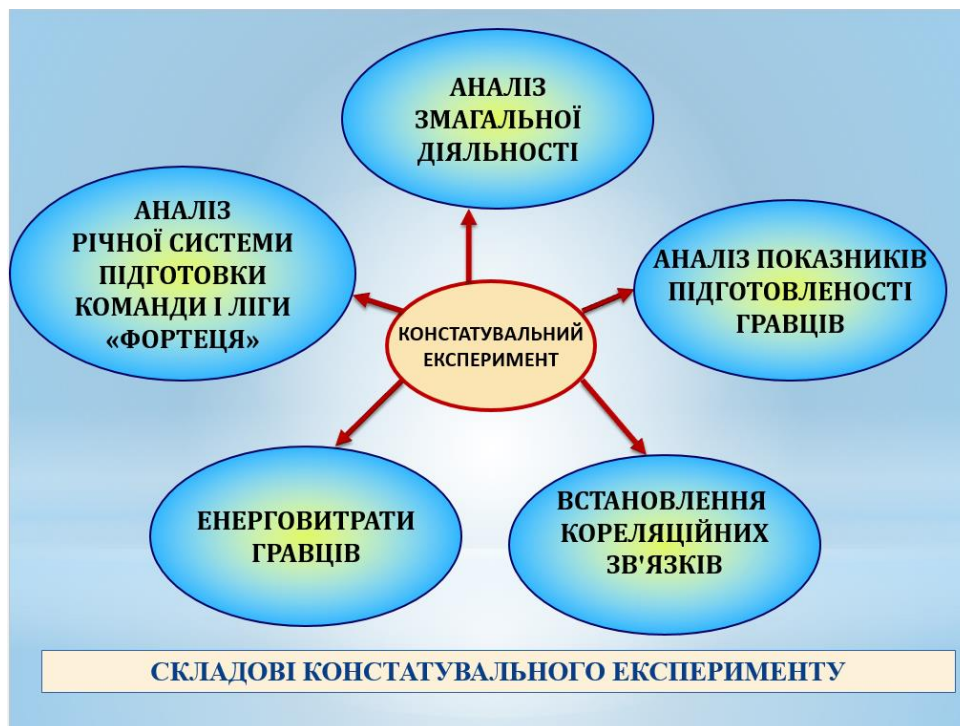 АНАЛІЗ
ЗМАГАЛЬНОЇ
ДІЯЛЬНОСТІ
АНАЛІЗ
РІЧНОЇ СИСТЕМИ
ПІДГОТОВКИ
КОМАНДИ І ЛІГИ
«ФОРТЕЦЯ»
АНАЛІЗ ПОКАЗНИКІВ
ПІДГОТОВЛЕНОСТІ
ГРАВЦІВ
КОНСТАТУВАЛЬНИЙ
ЕКСПЕРИМЕНТ
ЕНЕРГОВИТРАТИ
ГРАВЦІВ
ВСТАНОВЛЕННЯ
КОРЕЛЯЦІЙНИХ
ЗВ'ЯЗКІВ
СКЛАДОВІ КОНСТАТУВАЛЬНОГО ЕКСПЕРИМЕНТУ